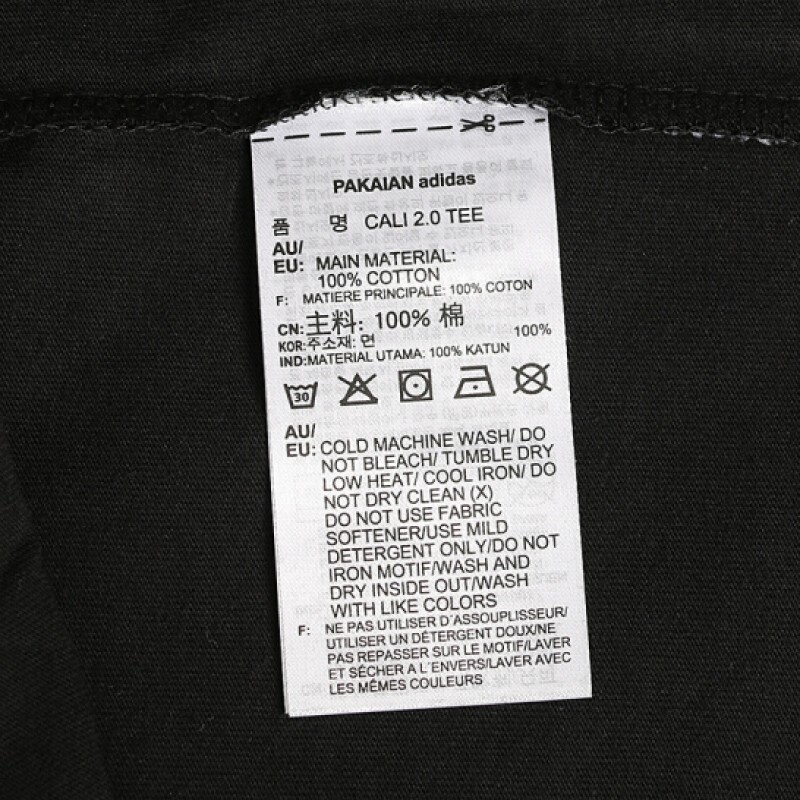 PAKAIAN adidas
품 명 CALI 2.0 TEE
AU/
EU: MAIN MATERIAL:
100% COTTON
F: MATIERE PRINCIPALE: 100% COTON
CN: 主料: 100% 棉
KOR:주소재: 면 100%
IND:MATERIAL UTAMA: 100% KATUN
30
AU/
EU: COLD MACHINE WASH/ DO
NOT BLEACH/ TUMBLE DRY
LOW HEAT/ COOL IRON/ DO
NOT DRY CLEAN (X)
DO NOT USE FABRIC
SOFTENER/USE MILD
DETERGENT ONLY/DO NOT
IRON MOTIF/WASH AND
DRY INSIDE OUT/WASH
WITH LIKE COLORS
F: NE PAS UTILISER D´ASSOUPLISSEUR/
UTILISER UN DÉTERGENT DOUX/NE
PAS REPASSER SUR LE MOTIF/LAVER
ET SÉCHER A L´ENVERS/LAVER AVEC
LES MÊMES COULEURS